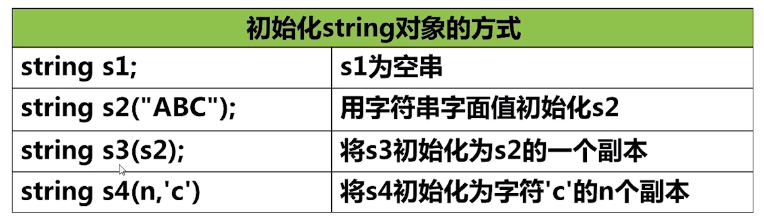 初始化string对象的方式
string s1; s1为空串
string s2("ABC"); 用字符串字面值初始化s2
string s3(s2); 将s3初始化为s2的一个副本
string s4(n,'c') 将s4初始化为字符'c'的n个副本